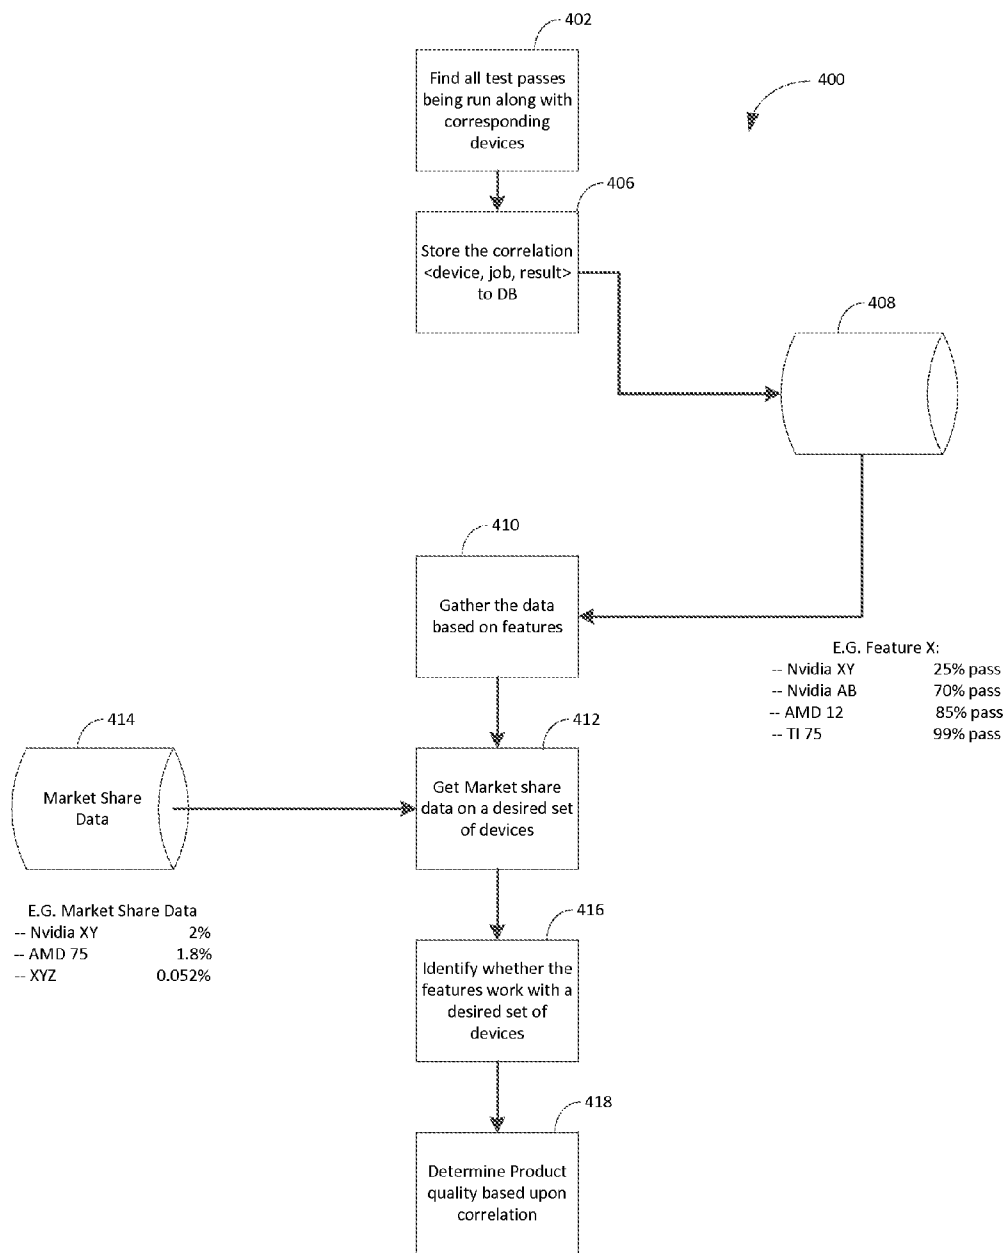 402
Find all test passes
being run along with
corresponding
devices
400
406
Store the correlation
<device, job, result>
to DB
408
410
Gather the data
based on features
E.G. Feature X:
-- Nvidia XY 25% pass
-- Nvidia AB 70% pass
-- AMD 12 85% pass
-- TI 75 99% pass
414
Market Share
Data
412
Get Market share
data on a desired set
of devices
E.G. Market Share Data
-- Nvidia XY 2%
-- AMD 75 1.8%
-- XYZ 0.052%
416
Identify whether the
features work with a
desired set of
devices
418
Determine Product
quality based upon
correlation